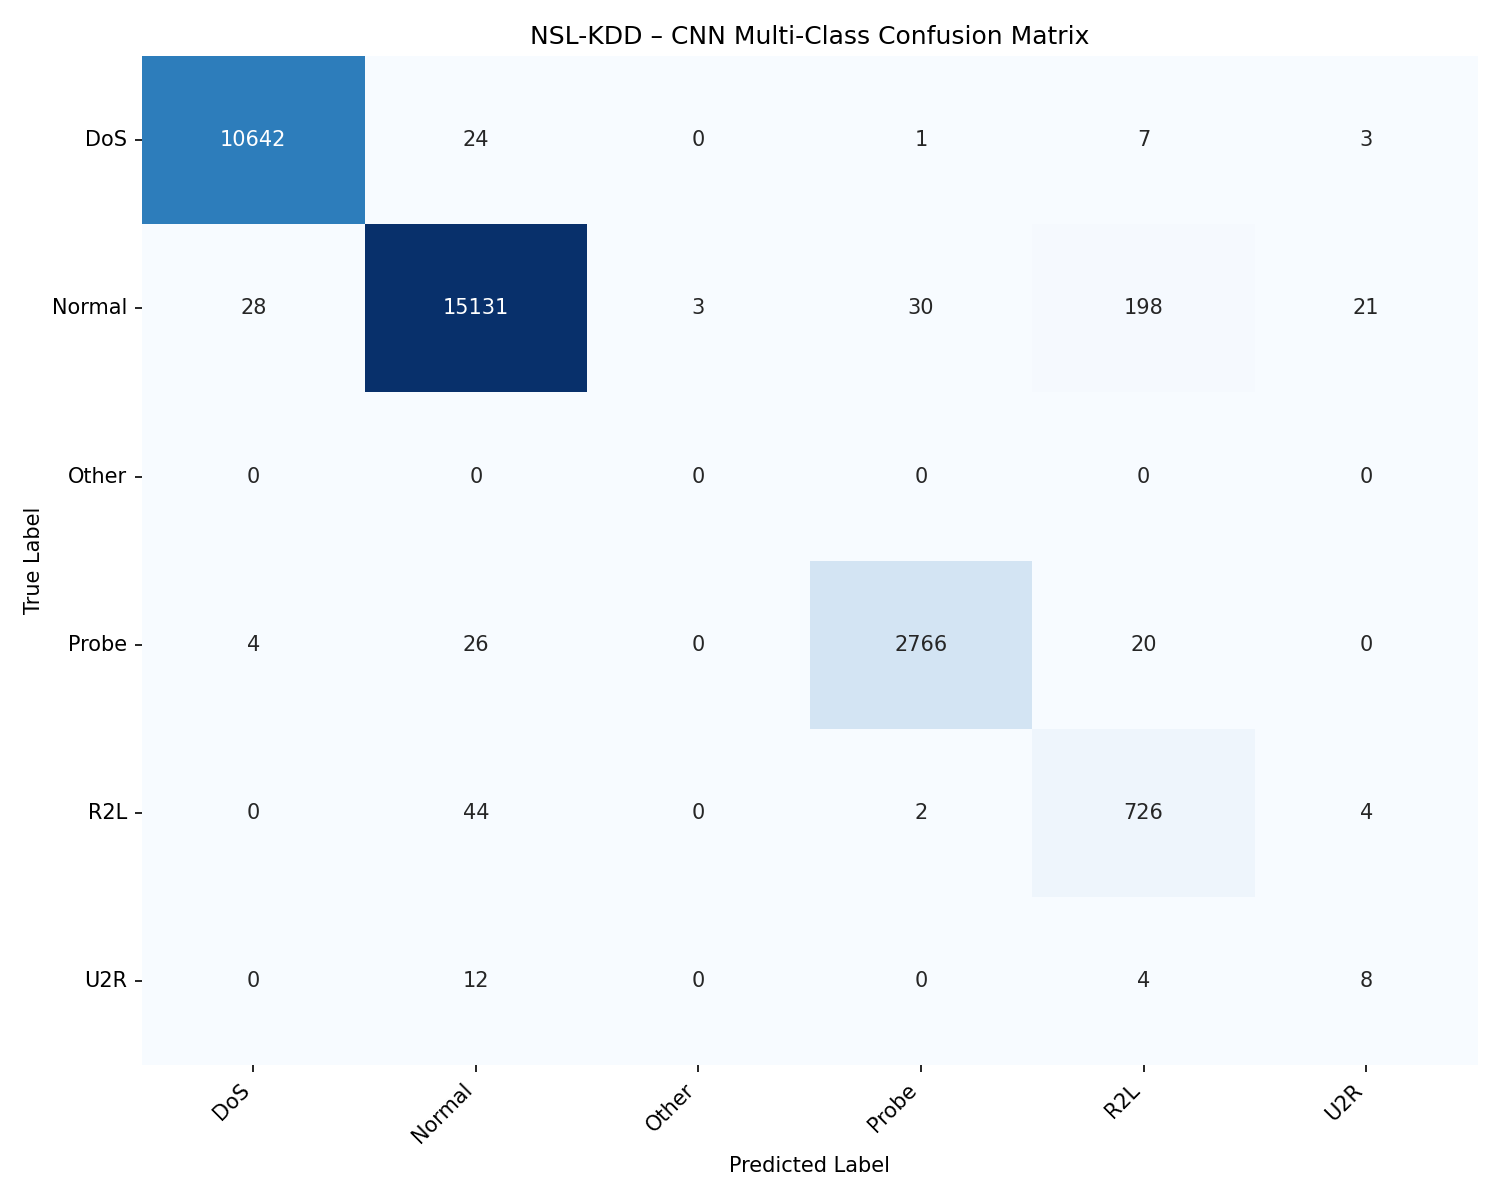 NSL-KDD – CNN Multi-Class Confusion Matrix
True Label
DoS 10642 24 0 1 7 3
Normal 28 15131 3 30 198 21
Other 0 0 0 0 0 0
Probe 4 26 0 2766 20 0
R2L 0 44 0 2 726 4
U2R 0 12 0 0 4 8
DoS Normal Other Probe R2L U2R
Predicted Label